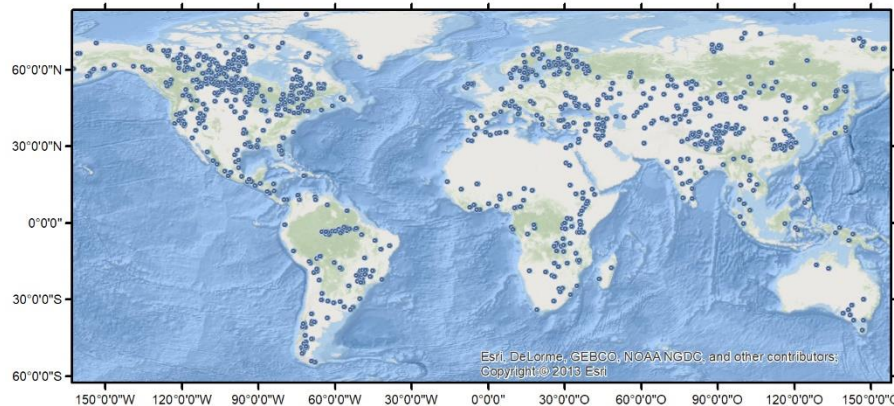 60°0'0"N
30°0'0"N
0°0'0"
30°0'0"S
60°0'0"S
Esri, DeLorme, GEBCO, NOAA NGDC, and other contributors;
Copyright:© 2013 Esri
150°0'0"W 120°0'0"W 90°0'0"W 60°0'0"W 30°0'0"W 0°0'0" 30°0'0"E 60°0'0"E 90°0'0"E 120°0'0"E 150°0'0"E